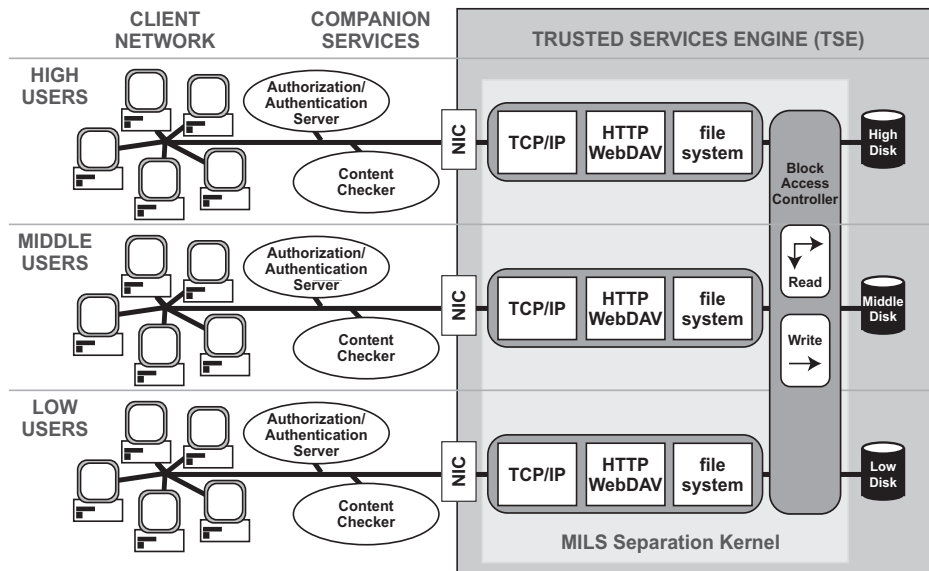 CLIENT
NETWORK
COMPANION
SERVICES
TRUSTED SERVICES ENGINE (TSE)
HIGH
USERS
Authorization/
Authentication
Server
Content
Checker
NIC
TCP/IP
HTTP
WebDAV
file
system
Block
Access
Controller
High
Disk
MIDDLE
USERS
Authorization/
Authentication
Server
Content
Checker
NIC
TCP/IP
HTTP
WebDAV
file
system
Read
Write
Middle
Disk
LOW
USERS
Authorization/
Authentication
Server
Content
Checker
NIC
TCP/IP
HTTP
WebDAV
file
system
Low
Disk
MILS Separation Kernel